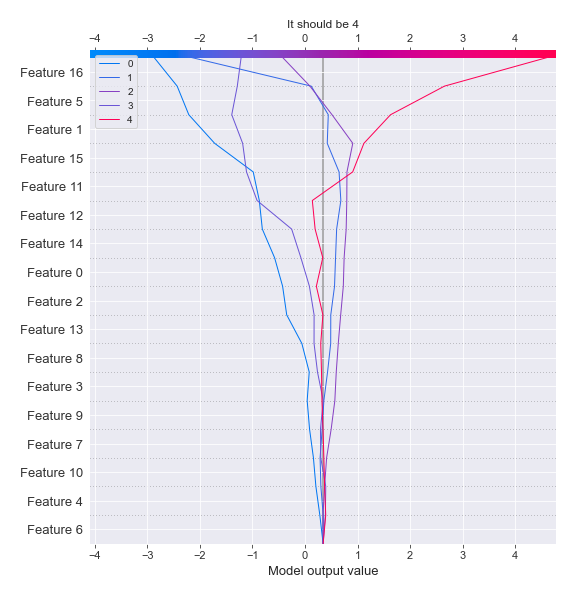 It should be 4
−4 −3 −2 −1 0 1 2 3 4
0
1
2
3
4
Feature 16
Feature 5
Feature 1
Feature 15
Feature 11
Feature 12
Feature 14
Feature 0
Feature 2
Feature 13
Feature 8
Feature 3
Feature 9
Feature 7
Feature 10
Feature 4
Feature 6
−4 −3 −2 −1 0 1 2 3 4
Model output value